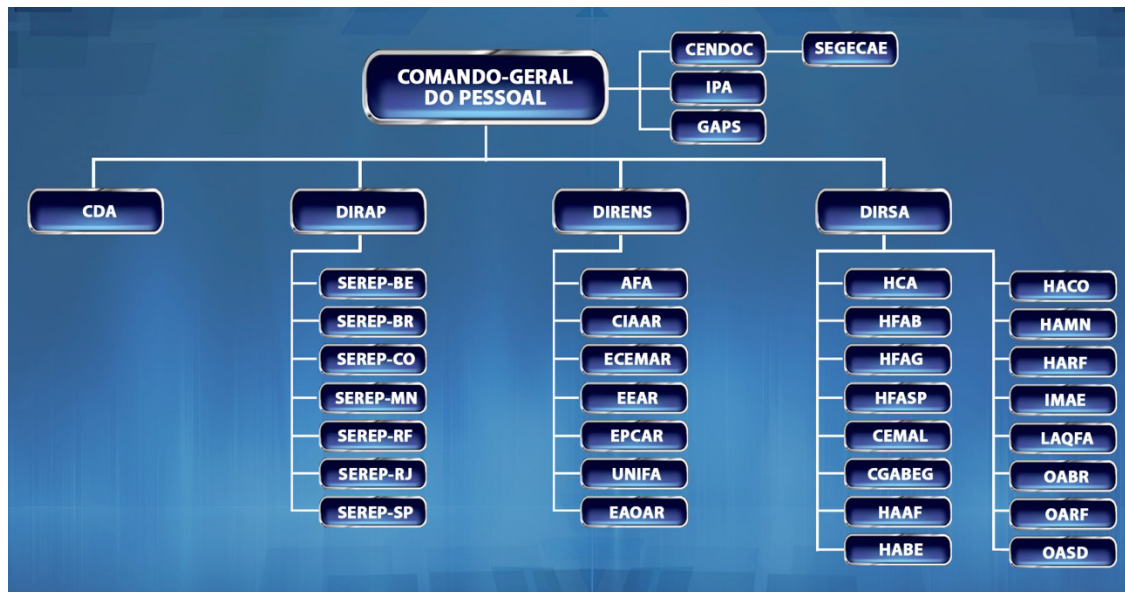 COMANDO-GERAL
DO PESSOAL
CENDOC
SEGECAE
IPA
GAPS
CDA
DIRAP
DIRENS
DIRSA
SEREP-BE
SEREP-BR
SEREP-CO
SEREP-MN
SEREP-RF
SEREP-RJ
SEREP-SP
AFA
CIAAR
ECEMAR
EEAR
EPCAR
UNIFA
EAOAR
HCA
HFAB
HFAG
HFASP
CEMAL
CGABEG
HAAF
HABE
HACO
HAMN
HARF
IMAE
LAQFA
OABR
OARF
OASD